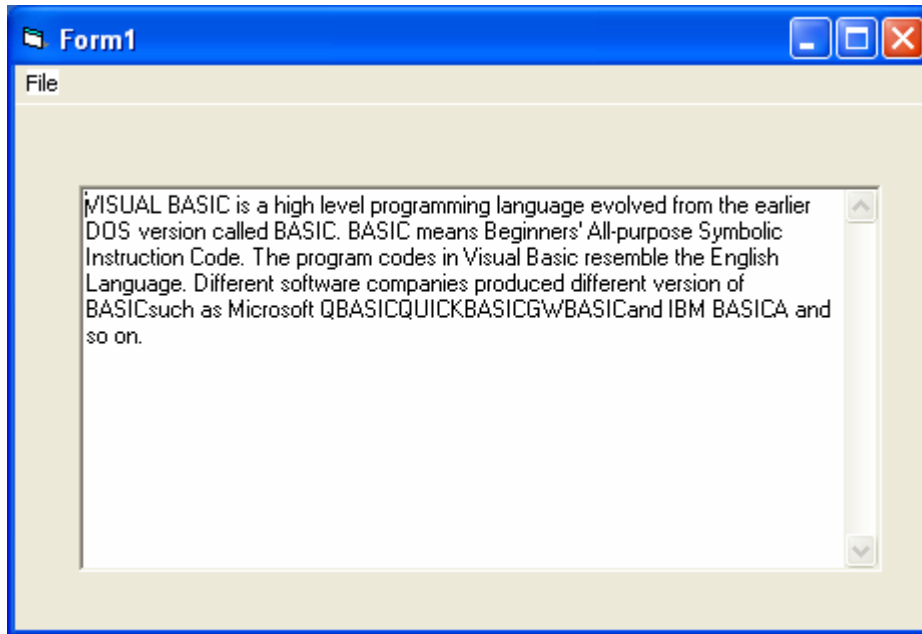 Form1
File
VISUAL BASIC is a high level programming language evolved from the earlier
DOS version called BASIC. BASIC means Beginners' All-purpose Symbolic
Instruction Code. The program codes in Visual Basic resemble the English
Language. Different software companies produced different version of
BASICsuch as Microsoft QBASICQUICKBASICGWBASICand IBM BASICA and
so on.